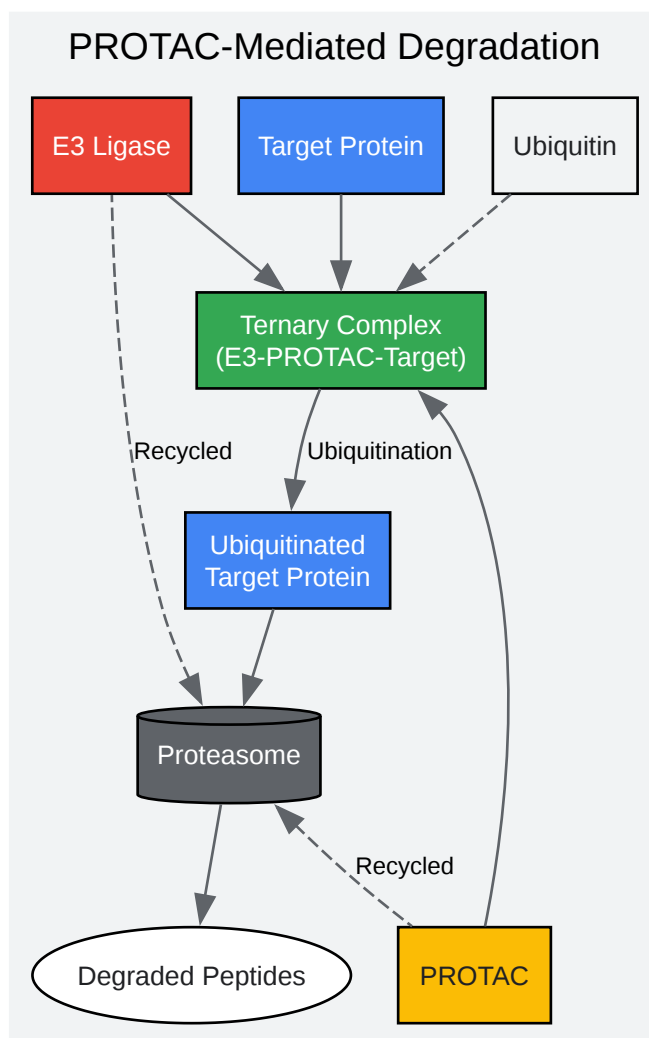 PROTAC-Mediated Degradation
E3 Ligase
Target Protein
Ubiquitin
Ternary Complex
(E3-PROTAC-Target)
Recycled
Ubiquitination
Ubiquitinated
Target Protein
Proteasome
Recycled
Degraded Peptides
PROTAC